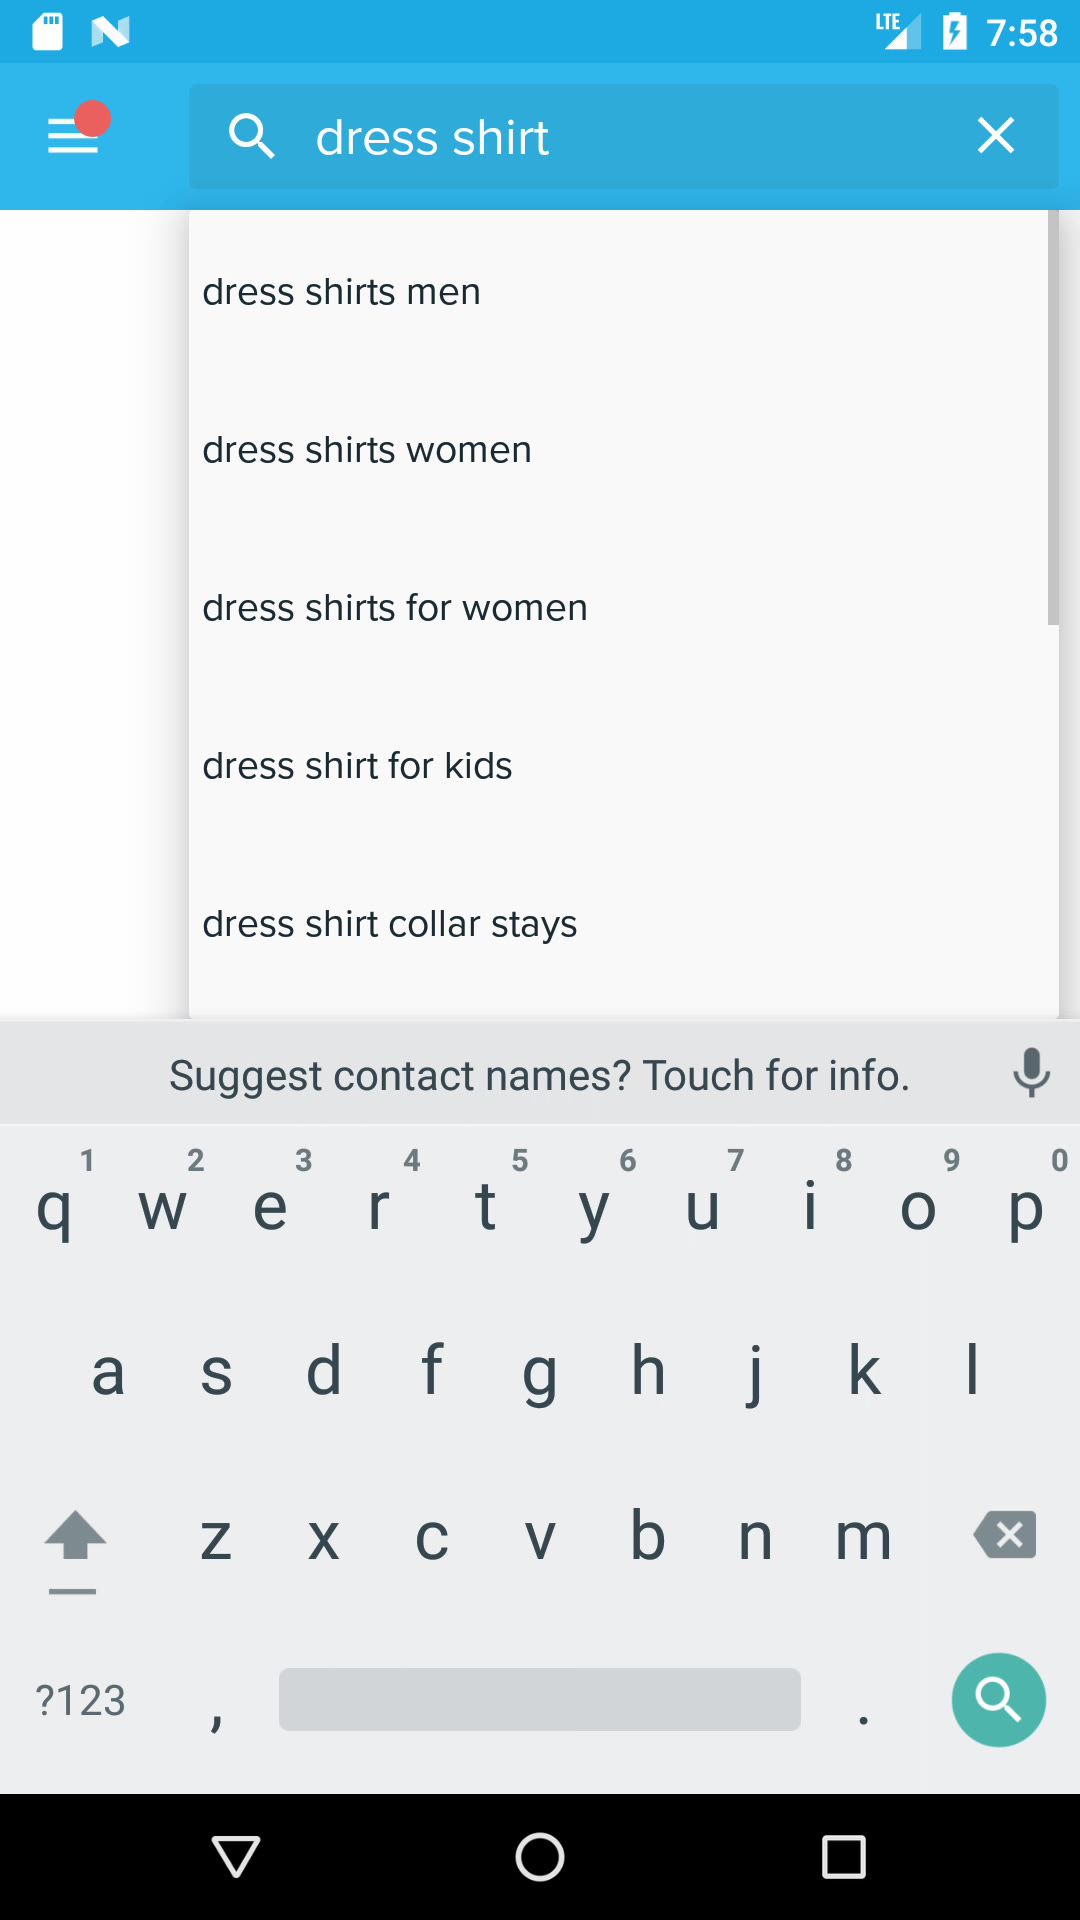 LTE 7:58
dress shirt
dress shirts men
dress shirts women
dress shirts for women
dress shirt for kids
dress shirt collar stays
Suggest contact names? Touch for info.
1 2 3 4 5 6 7 8 9 0
q w e r t y u i o p
a s d f g h j k l
z x c v b n m
?123 , .